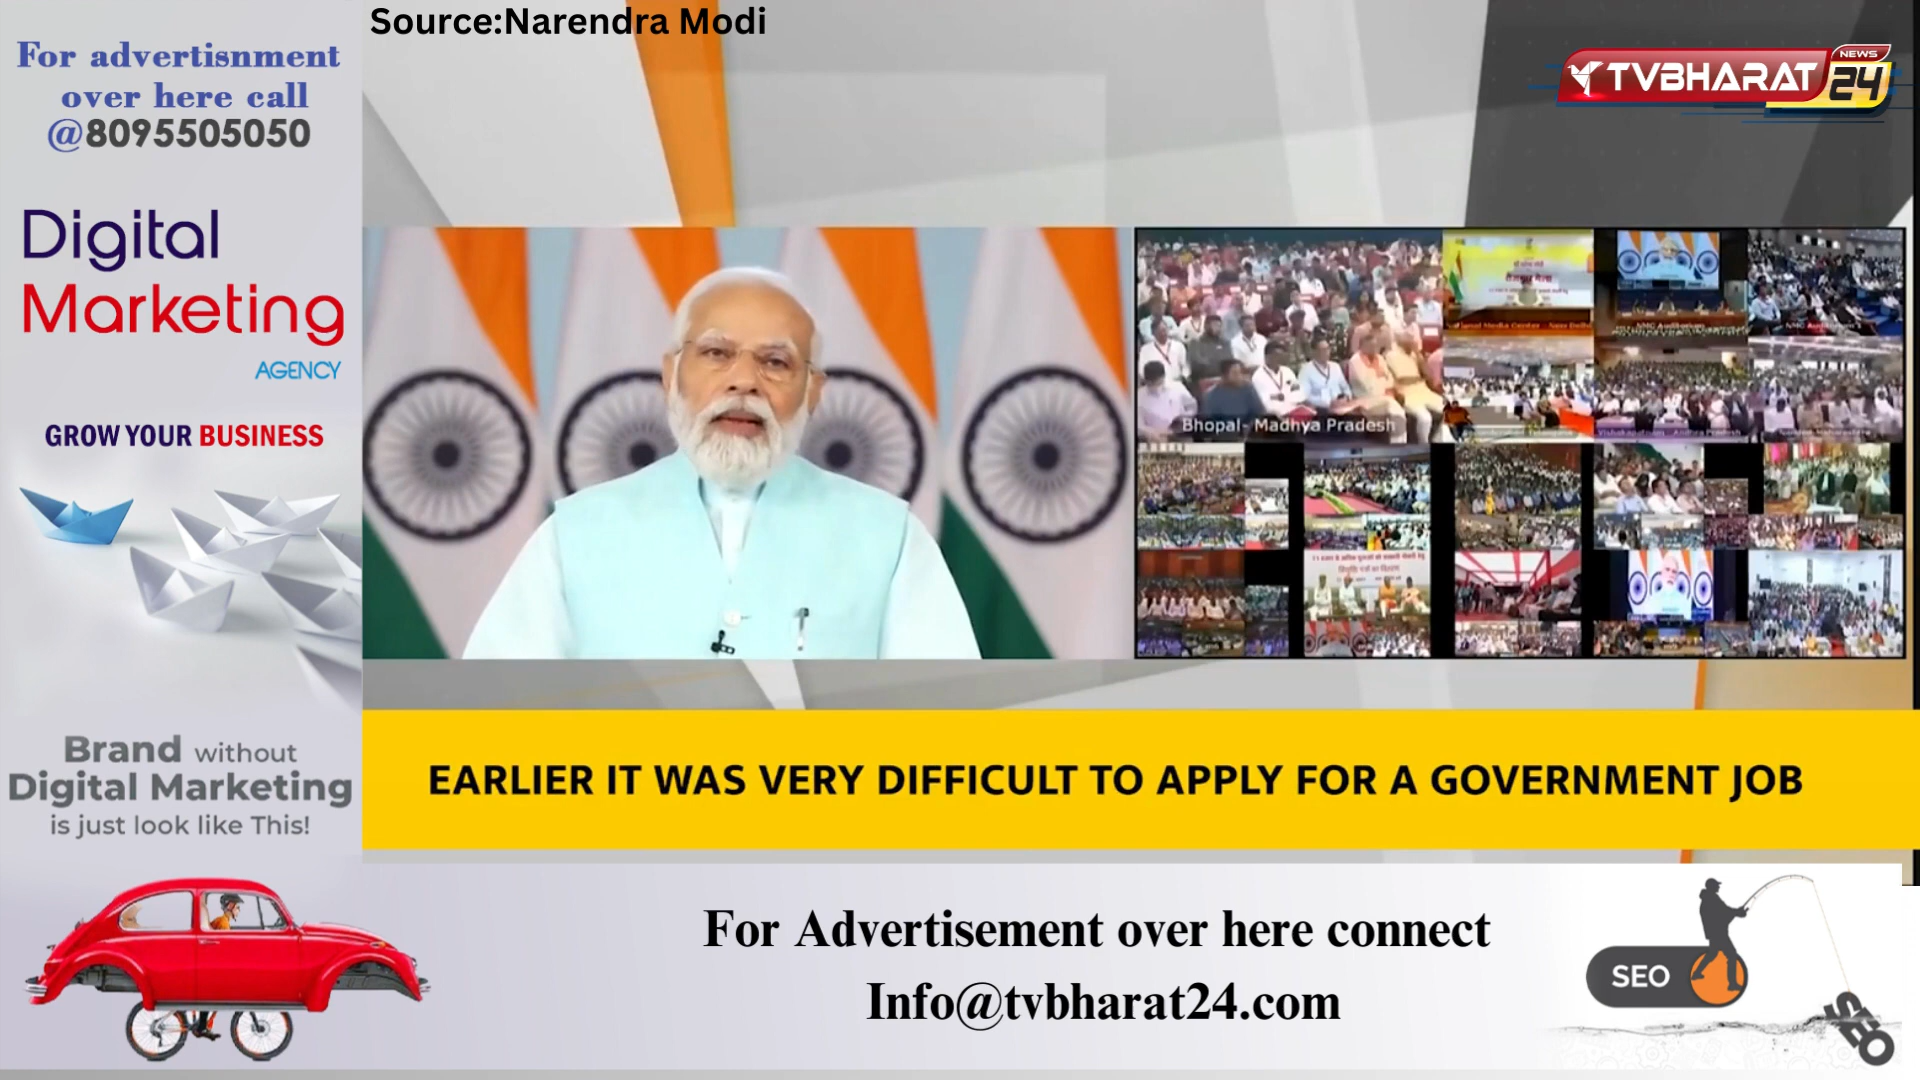 For advertisnment
over here call
@8095505050
Digital
Marketing
AGENCY
GROW YOUR BUSINESS
Brand without
Digital Marketing
is just look like This!
Source:Narendra Modi
TVBHARAT
NEWS
24
Bhopal- Madhya Pradesh
EARLIER IT WAS VERY DIFFICULT TO APPLY FOR A GOVERNMENT JOB
For Advertisement over here connect
Info@tvbharat24.com
SEO
SEO